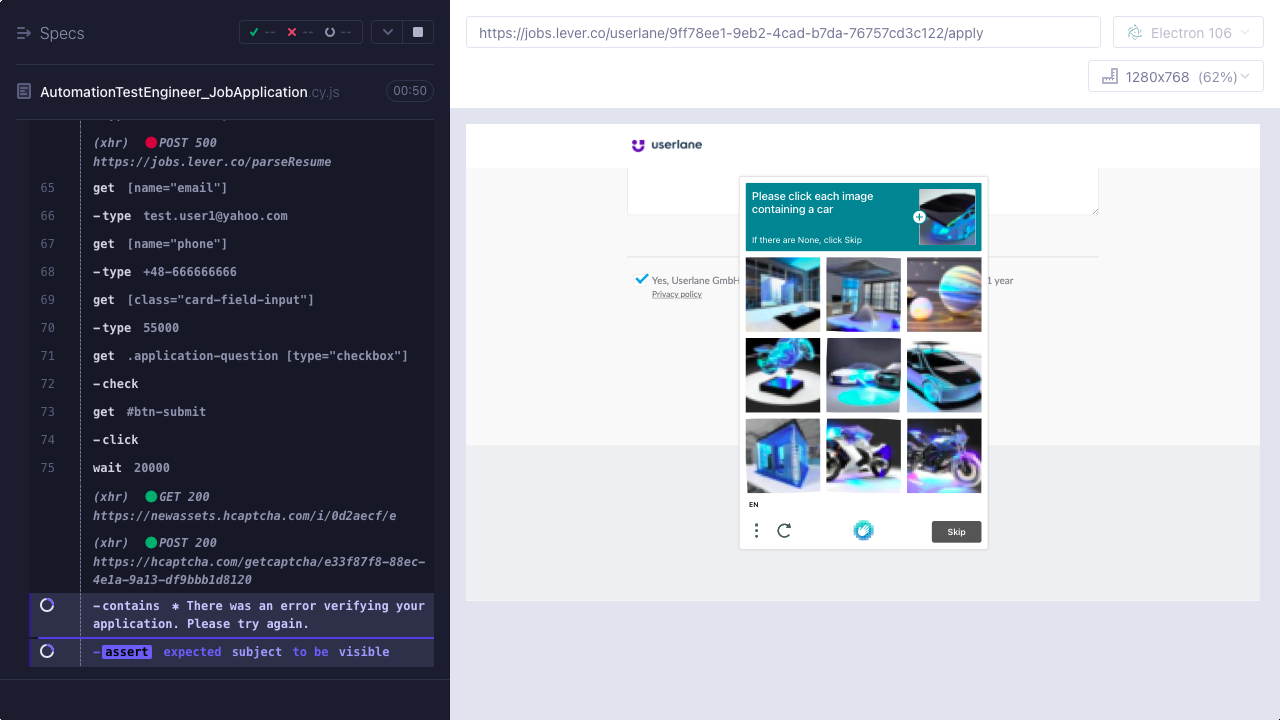 Specs
--
--
--
AutomationTestEngineer_JobApplication.cy.js
00:50
(xhr) POST 500
https://jobs.lever.co/parseResume
65 get [name="email"]
66 -type test.user1@yahoo.com
67 get [name="phone"]
68 -type +48-666666666
69 get [class="card-field-input"]
70 -type 55000
71 get .application-question [type="checkbox"]
72 -check
73 get #btn-submit
74 -click
75 wait 20000
(xhr) GET 200
https://newassets.hcaptcha.com/i/0d2aecf/e
(xhr) POST 200
https://hcaptcha.com/getcaptcha/e33f87f8-88ec-
4e1a-9a13-df9bbb1d8120
-contains ✱ There was an error verifying your
application. Please try again.
-assert expected subject to be visible
https://jobs.lever.co/userlane/9ff78ee1-9eb2-4cad-b7da-76757cd3c122/apply
Electron 106
1280x768 (62%)
userlane
Please click each image
containing a car
If there are None, click Skip
Yes, Userlane GmbH
1 year
Privacy policy
EN
Skip